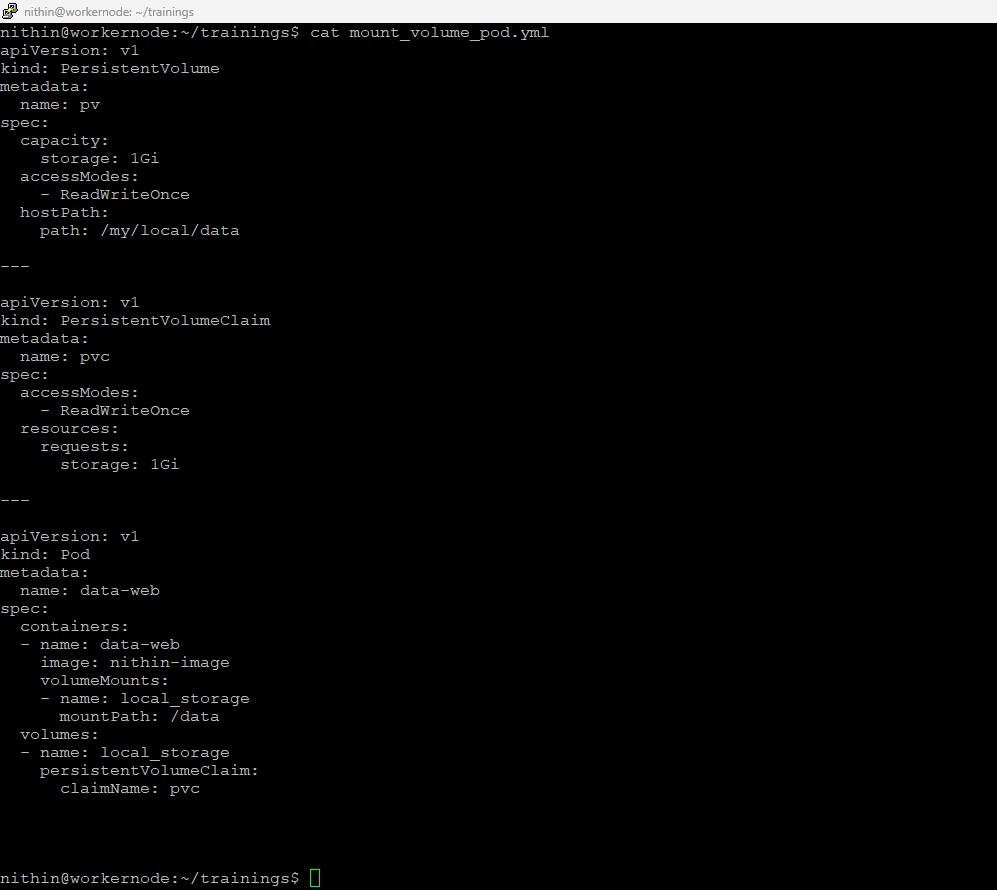 nithin@workernode: ~/trainings
nithin@workernode:~/trainings$ cat mount_volume_pod.yml
apiVersion: v1
kind: PersistentVolume
metadata:
  name: pv
spec:
  capacity:
    storage: 1Gi
  accessModes:
    - ReadWriteOnce
  hostPath:
    path: /my/local/data
---
apiVersion: v1
kind: PersistentVolumeClaim
metadata:
  name: pvc
spec:
  accessModes:
    - ReadWriteOnce
  resources:
    requests:
      storage: 1Gi
---
apiVersion: v1
kind: Pod
metadata:
  name: data-web
spec:
  containers:
  - name: data-web
    image: nithin-image
    volumeMounts:
    - name: local_storage
      mountPath: /data
  volumes:
  - name: local_storage
    persistentVolumeClaim:
      claimName: pvc
nithin@workernode:~/trainings$